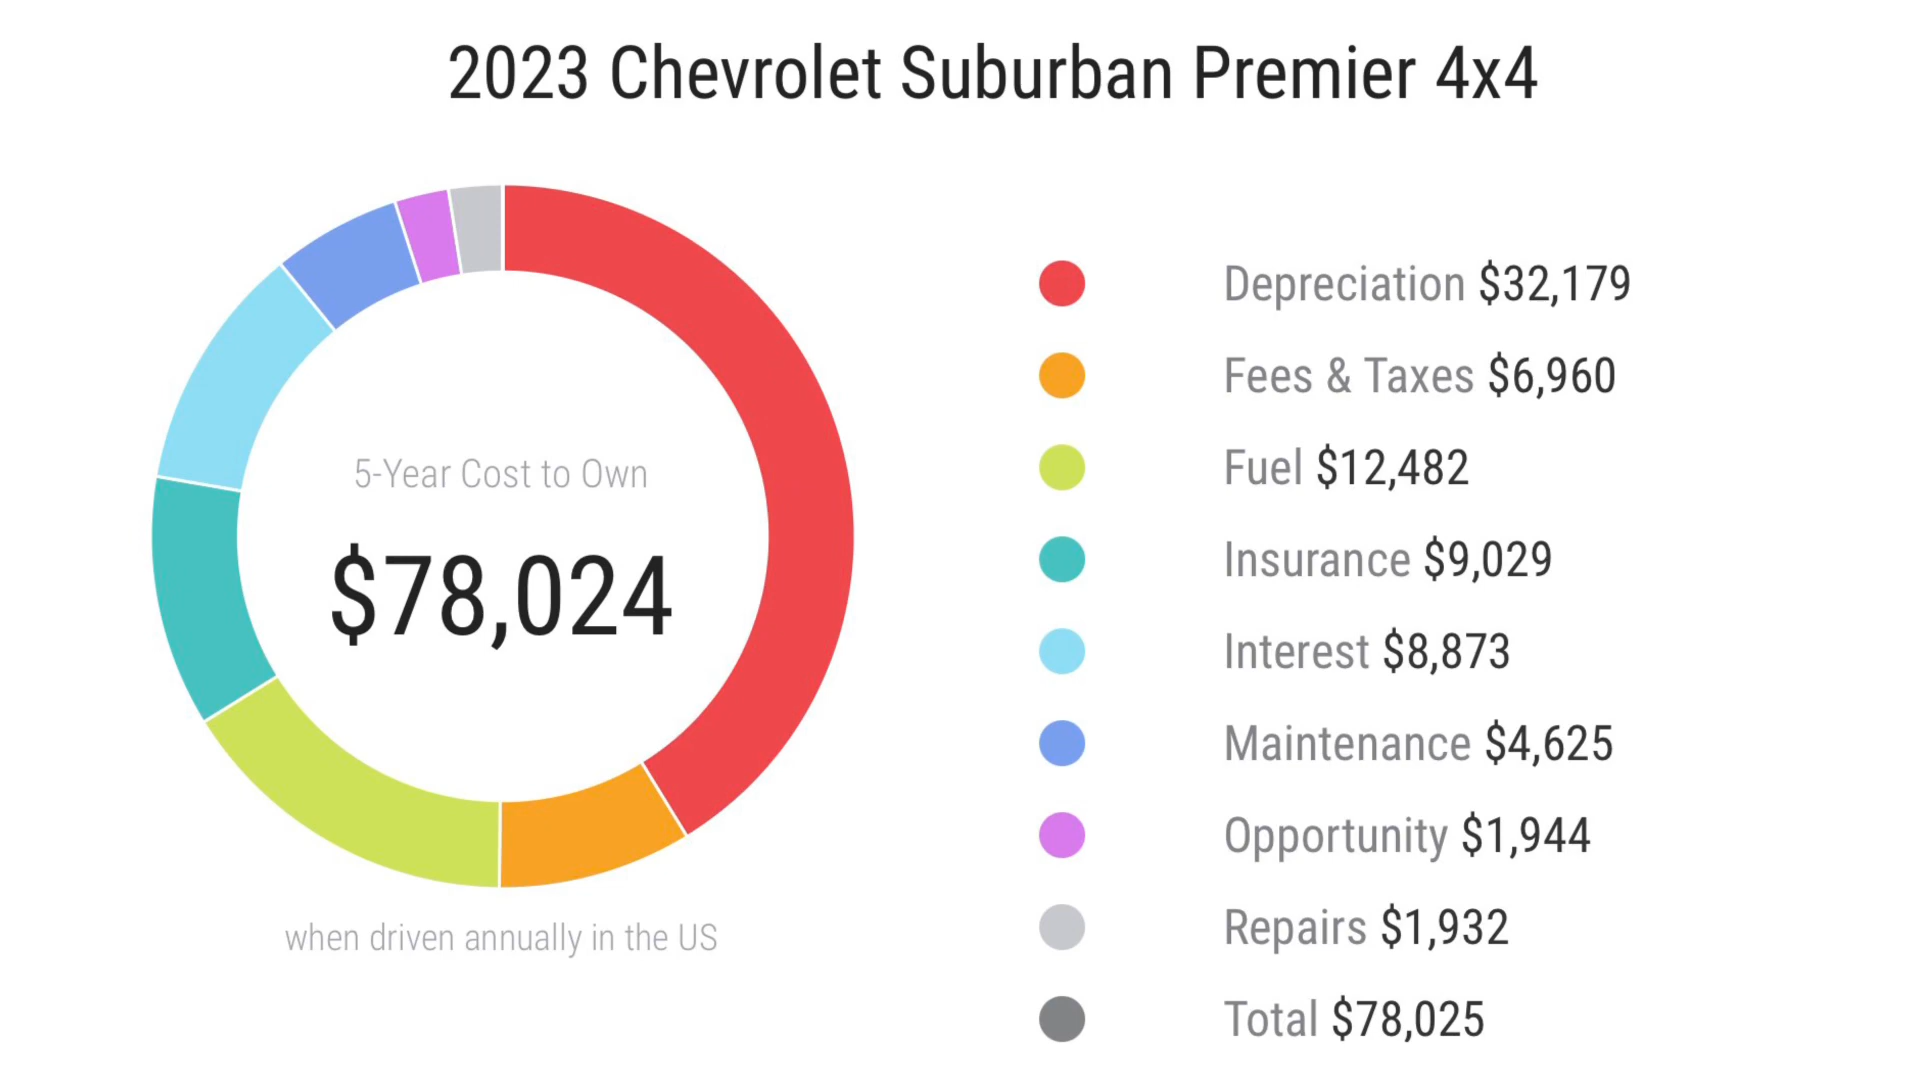 2023 Chevrolet Suburban Premier 4x4
5-Year Cost to Own
$78,024
when driven annually in the US
Depreciation $32,179
Fees & Taxes $6,960
Fuel $12,482
Insurance $9,029
Interest $8,873
Maintenance $4,625
Opportunity $1,944
Repairs $1,932
Total $78,025